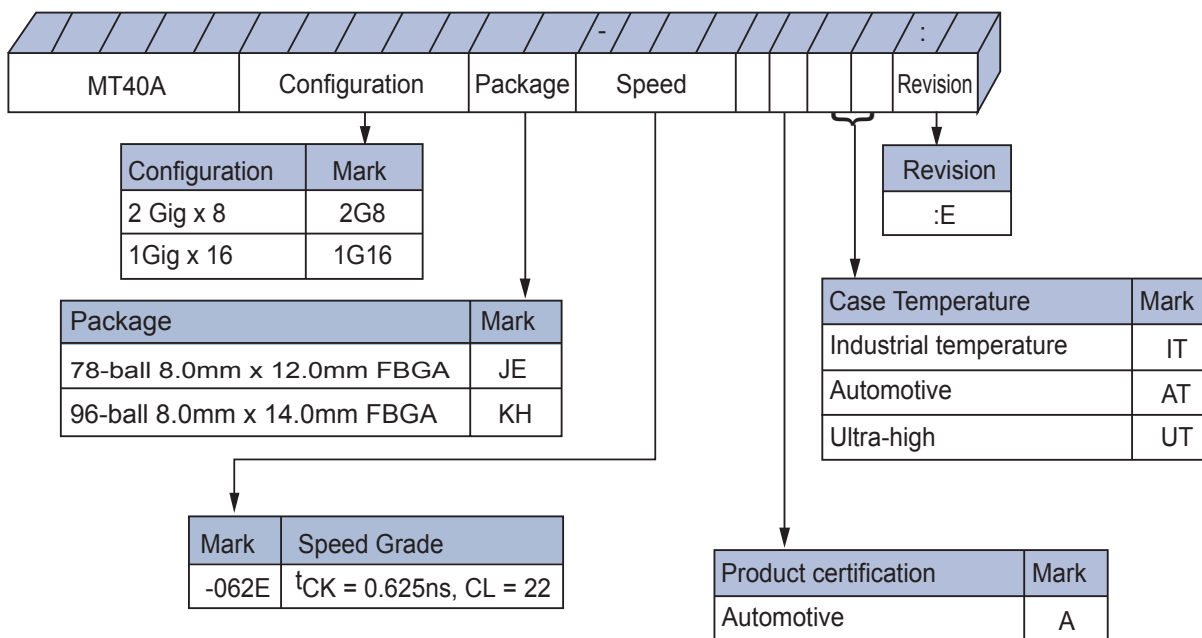 - :
MT40A Configuration Package Speed Revision
Configuration Mark
2 Gig x 8 2G8
1Gig x 16 1G16
Revision
:E
Package Mark
78-ball 8.0mm x 12.0mm FBGA JE
96-ball 8.0mm x 14.0mm FBGA KH
Case Temperature Mark
Industrial temperature IT
Automotive AT
Ultra-high UT
Mark Speed Grade
-062E tCK = 0.625ns, CL = 22
Product certification Mark
Automotive A